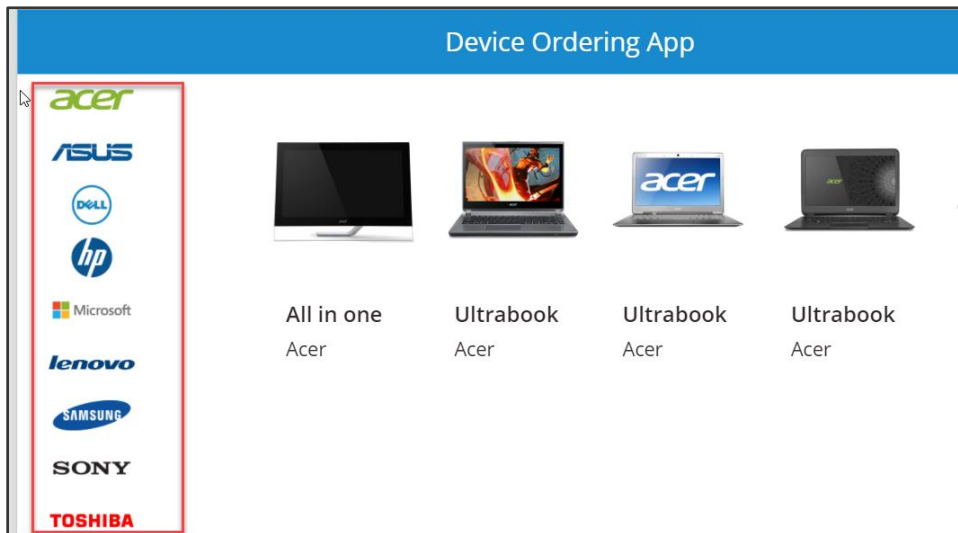 Device Ordering App
acer
ASUS
DELL
hp
Microsoft
lenovo
SAMSUNG
SONY
TOSHIBA
acer
acer
All in one
Acer
Ultrabook
Acer
Ultrabook
Acer
Ultrabook
Acer